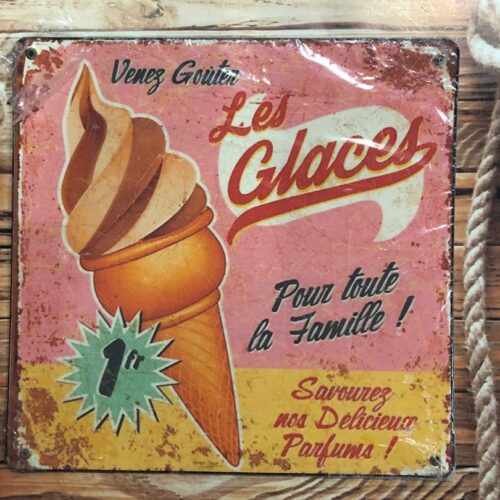 Venez Goûter
Les
Glaces
Pour toute
la Famille !
1fr
Savourez
nos Délicieux
Parfums !